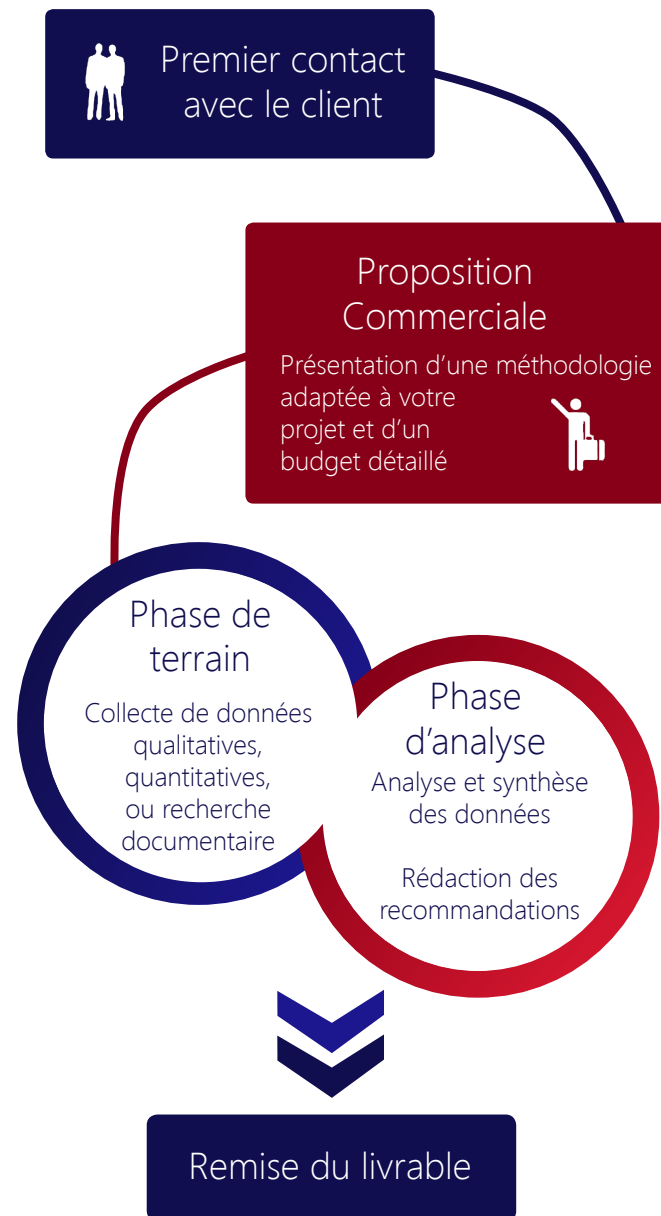 Premier contact
avec le client
Proposition
Commerciale
Présentation d’une méthodologie
adaptée à votre
projet et d’un
budget détaillé
Phase de
terrain
Collecte de données
qualitatives,
quantitatives,
ou recherche
documentaire
Phase
d’analyse
Analyse et synthèse
des données
Rédaction des
recommandations
Remise du livrable